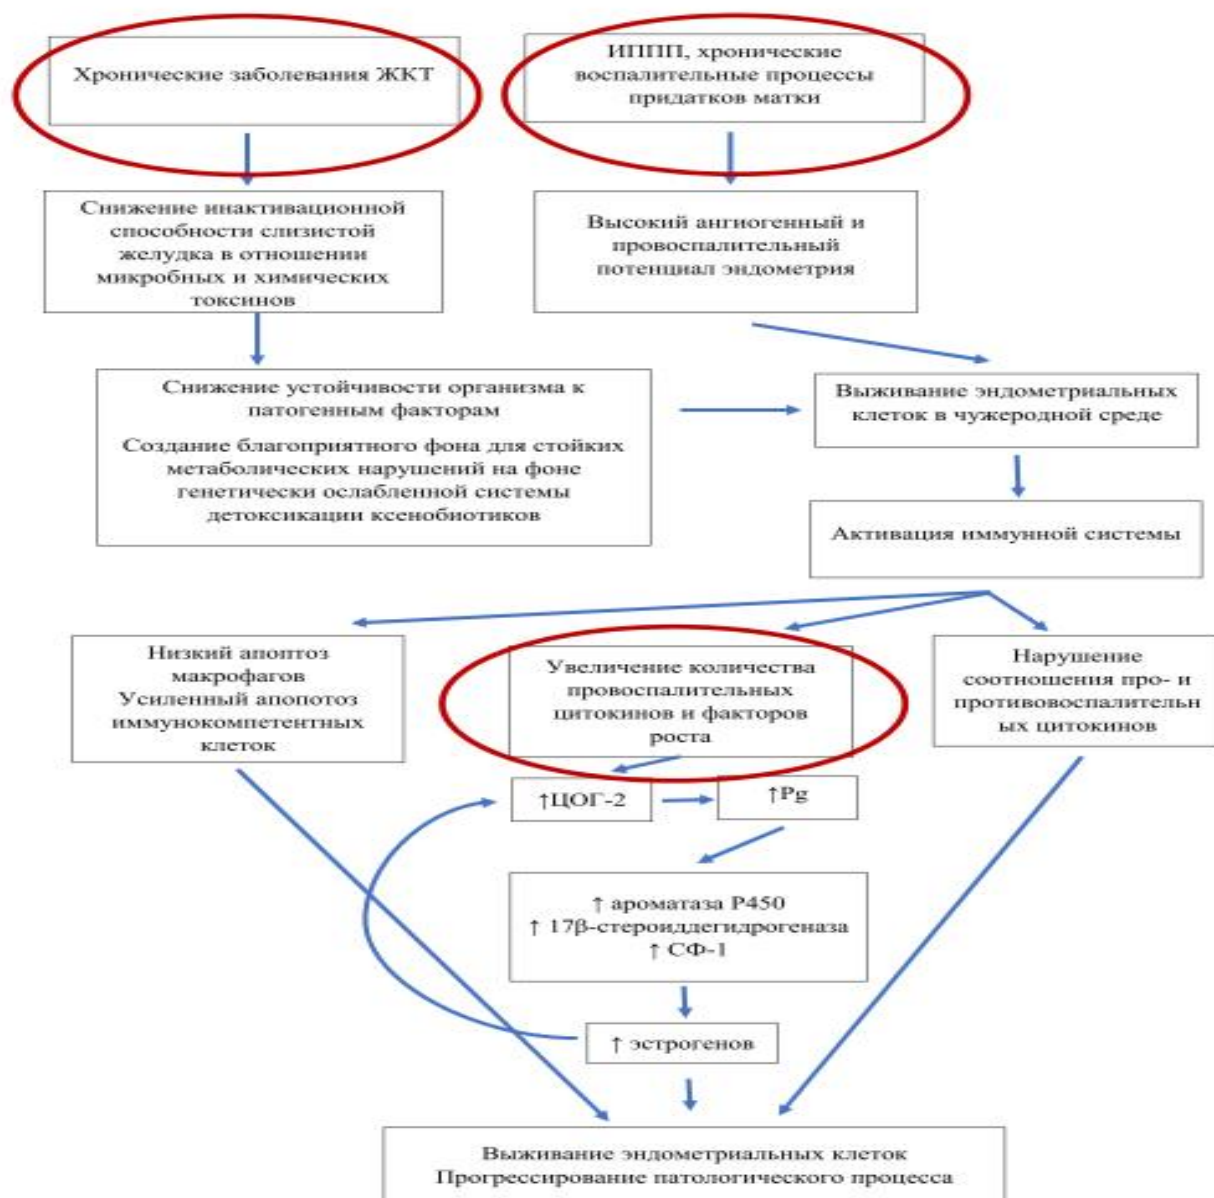 Хронические заболевания ЖКТ
ИППП, хронические
воспалительные процессы
придатков матки
Снижение инактивационной
способности слизистой
желудка в отношении
микробных и химических
токсинов
Высокий ангиогенный и
провоспалительный
потенциал эндометрия
Снижение устойчивости организма к
патогенным факторам
Создание благоприятного фона для стойких
метаболических нарушений на фоне
генетически ослабленной системы
детоксикации ксенобиотиков
Выживание эндометриальных
клеток в чужеродной среде
Активация иммунной системы
Низкий апоптоз
макрофагов
Усиленный апопотоз
иммунокомпетентных
клеток
Увеличение количества
провоспалительных
цитокинов и факторов
роста
Нарушение
соотношения про- и
противовоспалительн
ых цитокинов
↑ЦОГ-2
↑Pg
↑ ароматаза P450
↑ 17β-стероиддегидрогеназа
↑ СФ-1
↑ эстрогенов
Выживание эндометриальных клеток
Прогрессирование патологического процесса